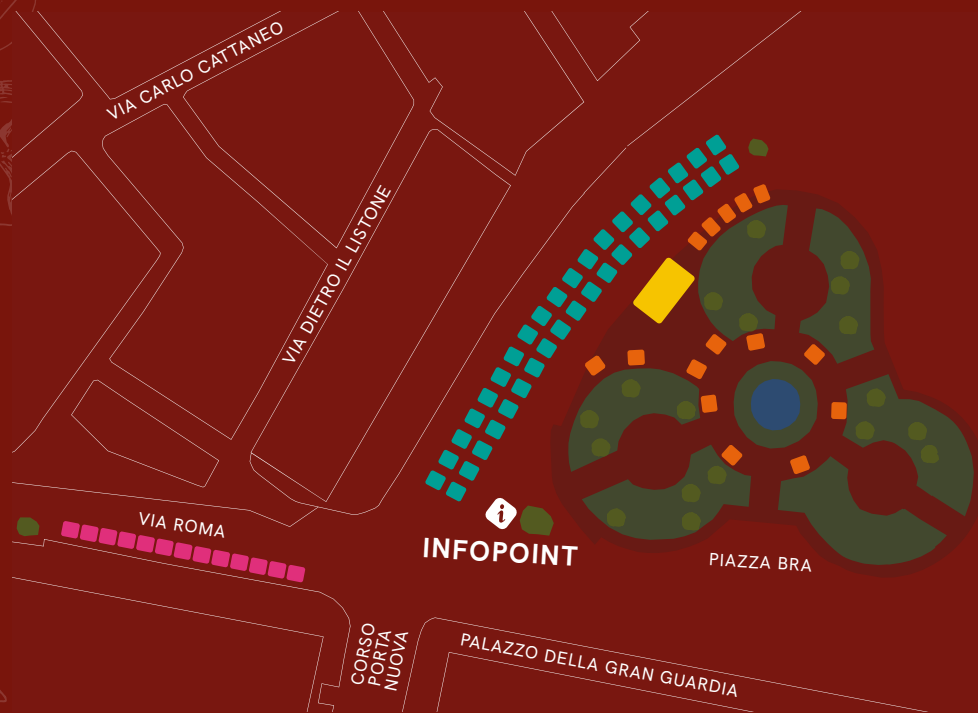 VIA CARLO CATTANEO
VIA DIETRO IL LISTONE
VIA ROMA
i
INFOPOINT
PIAZZA BRA
CORSO
PORTA
NUOVA
PALAZZO DELLA GRAN GUARDIA